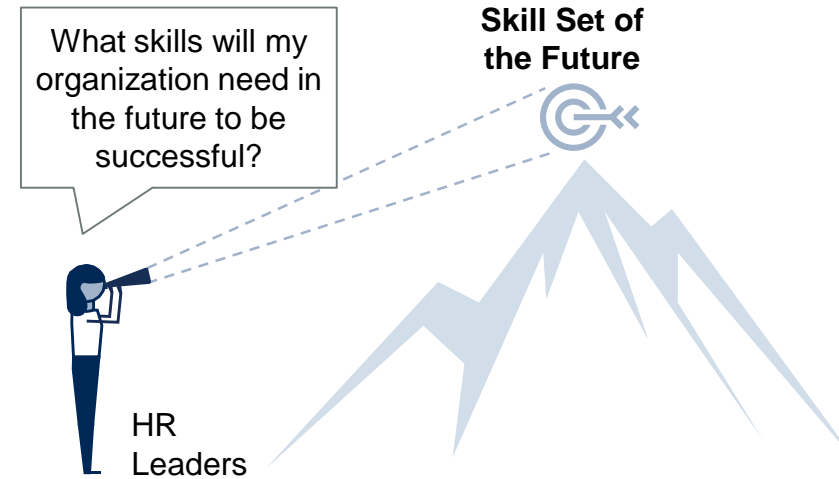 What skills will my
organization need in
the future to be
successful?
Skill Set of
the Future
HR
Leaders